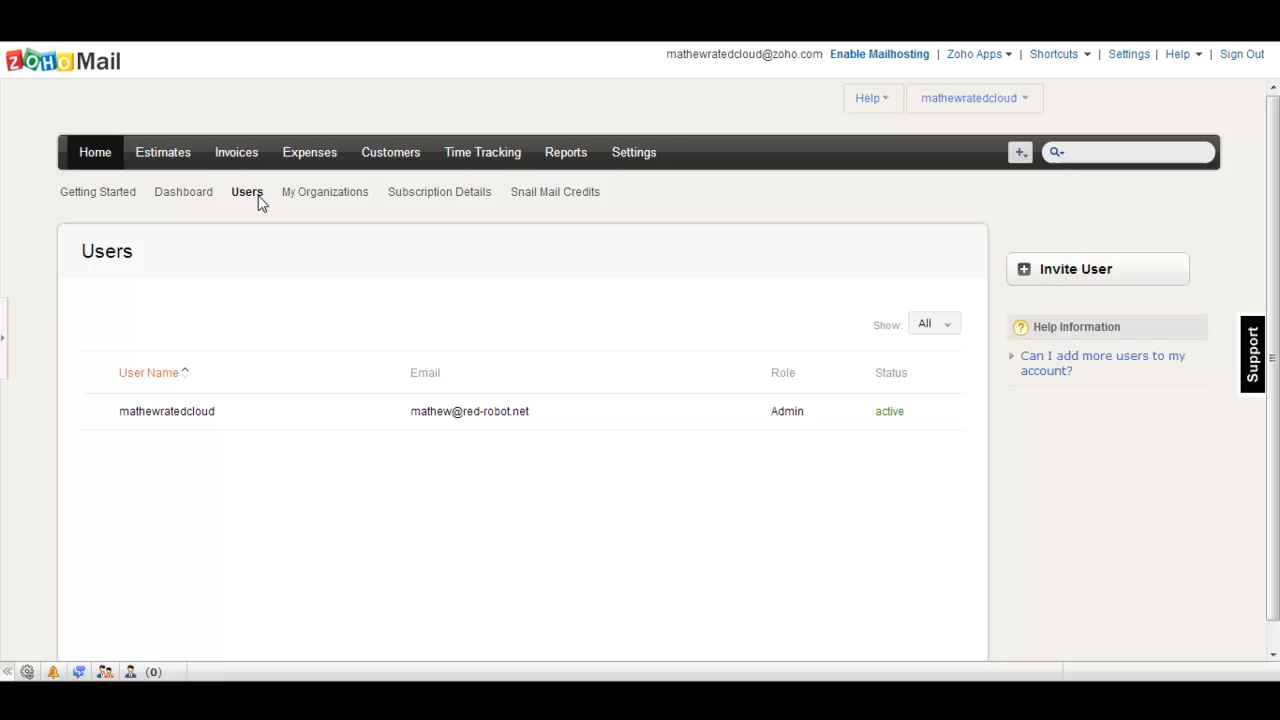 ZOHO Mail
mathewratedcloud@zoho.com Enable Mailhosting | Zoho Apps | Shortcuts | Settings | Help | Sign Out
Help mathewratedcloud
Home Estimates Invoices Expenses Customers Time Tracking Reports Settings
Getting Started Dashboard Users My Organizations Subscription Details Snail Mail Credits
Users
Invite User
Show: All
Help Information
Can I add more users to my
account?
Support
User Name Email Role Status
mathewratedcloud mathew@red-robot.net Admin active
(0)